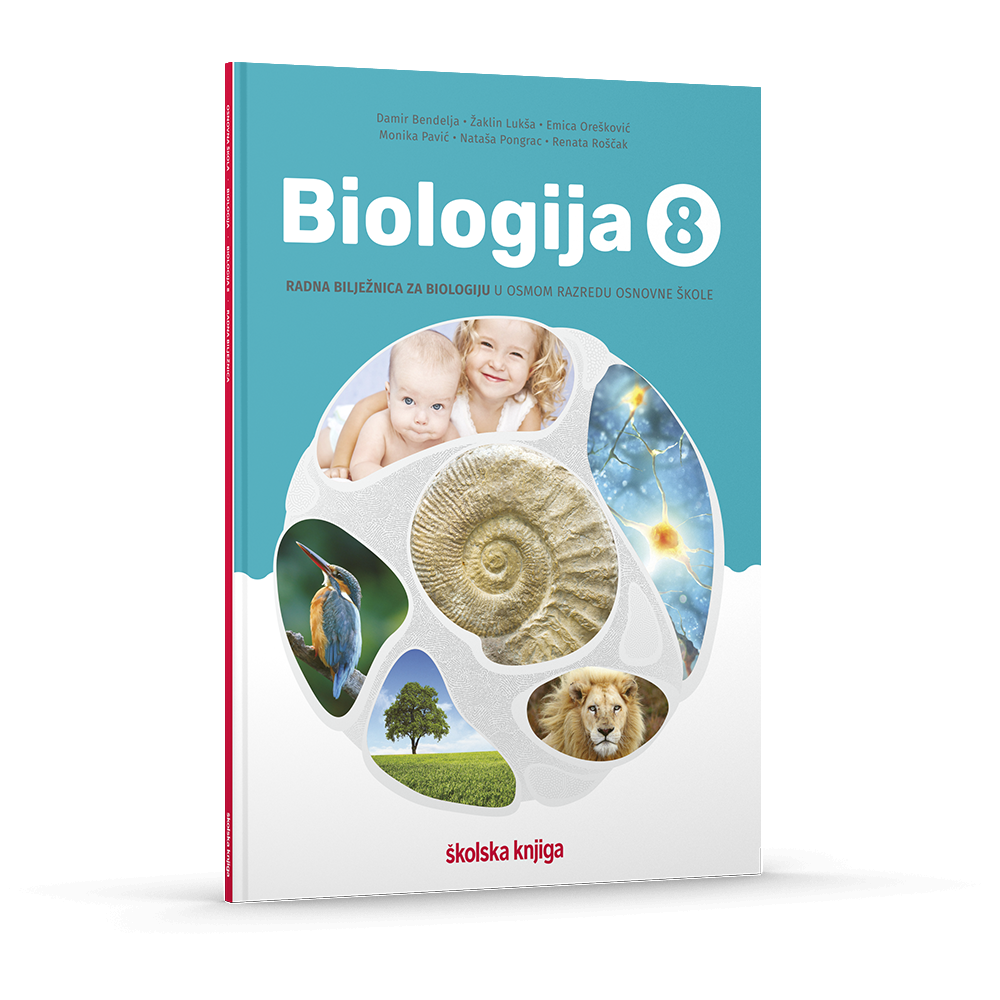 Damir Bendelja • Žaklin Lukša • Emica Orešković
Monika Pavić • Nataša Pongrac • Renata Roščak
Biologija 8
RADNA BILJEŽNICA ZA BIOLOGIJU U OSMOM RAZREDU OSNOVNE ŠKOLE
školska knjiga
OSNOVNA ŠKOLA · BIOLOGIJA · BIOLOGIJA 8 · RADNA BILJEŽNICA
školska knjiga